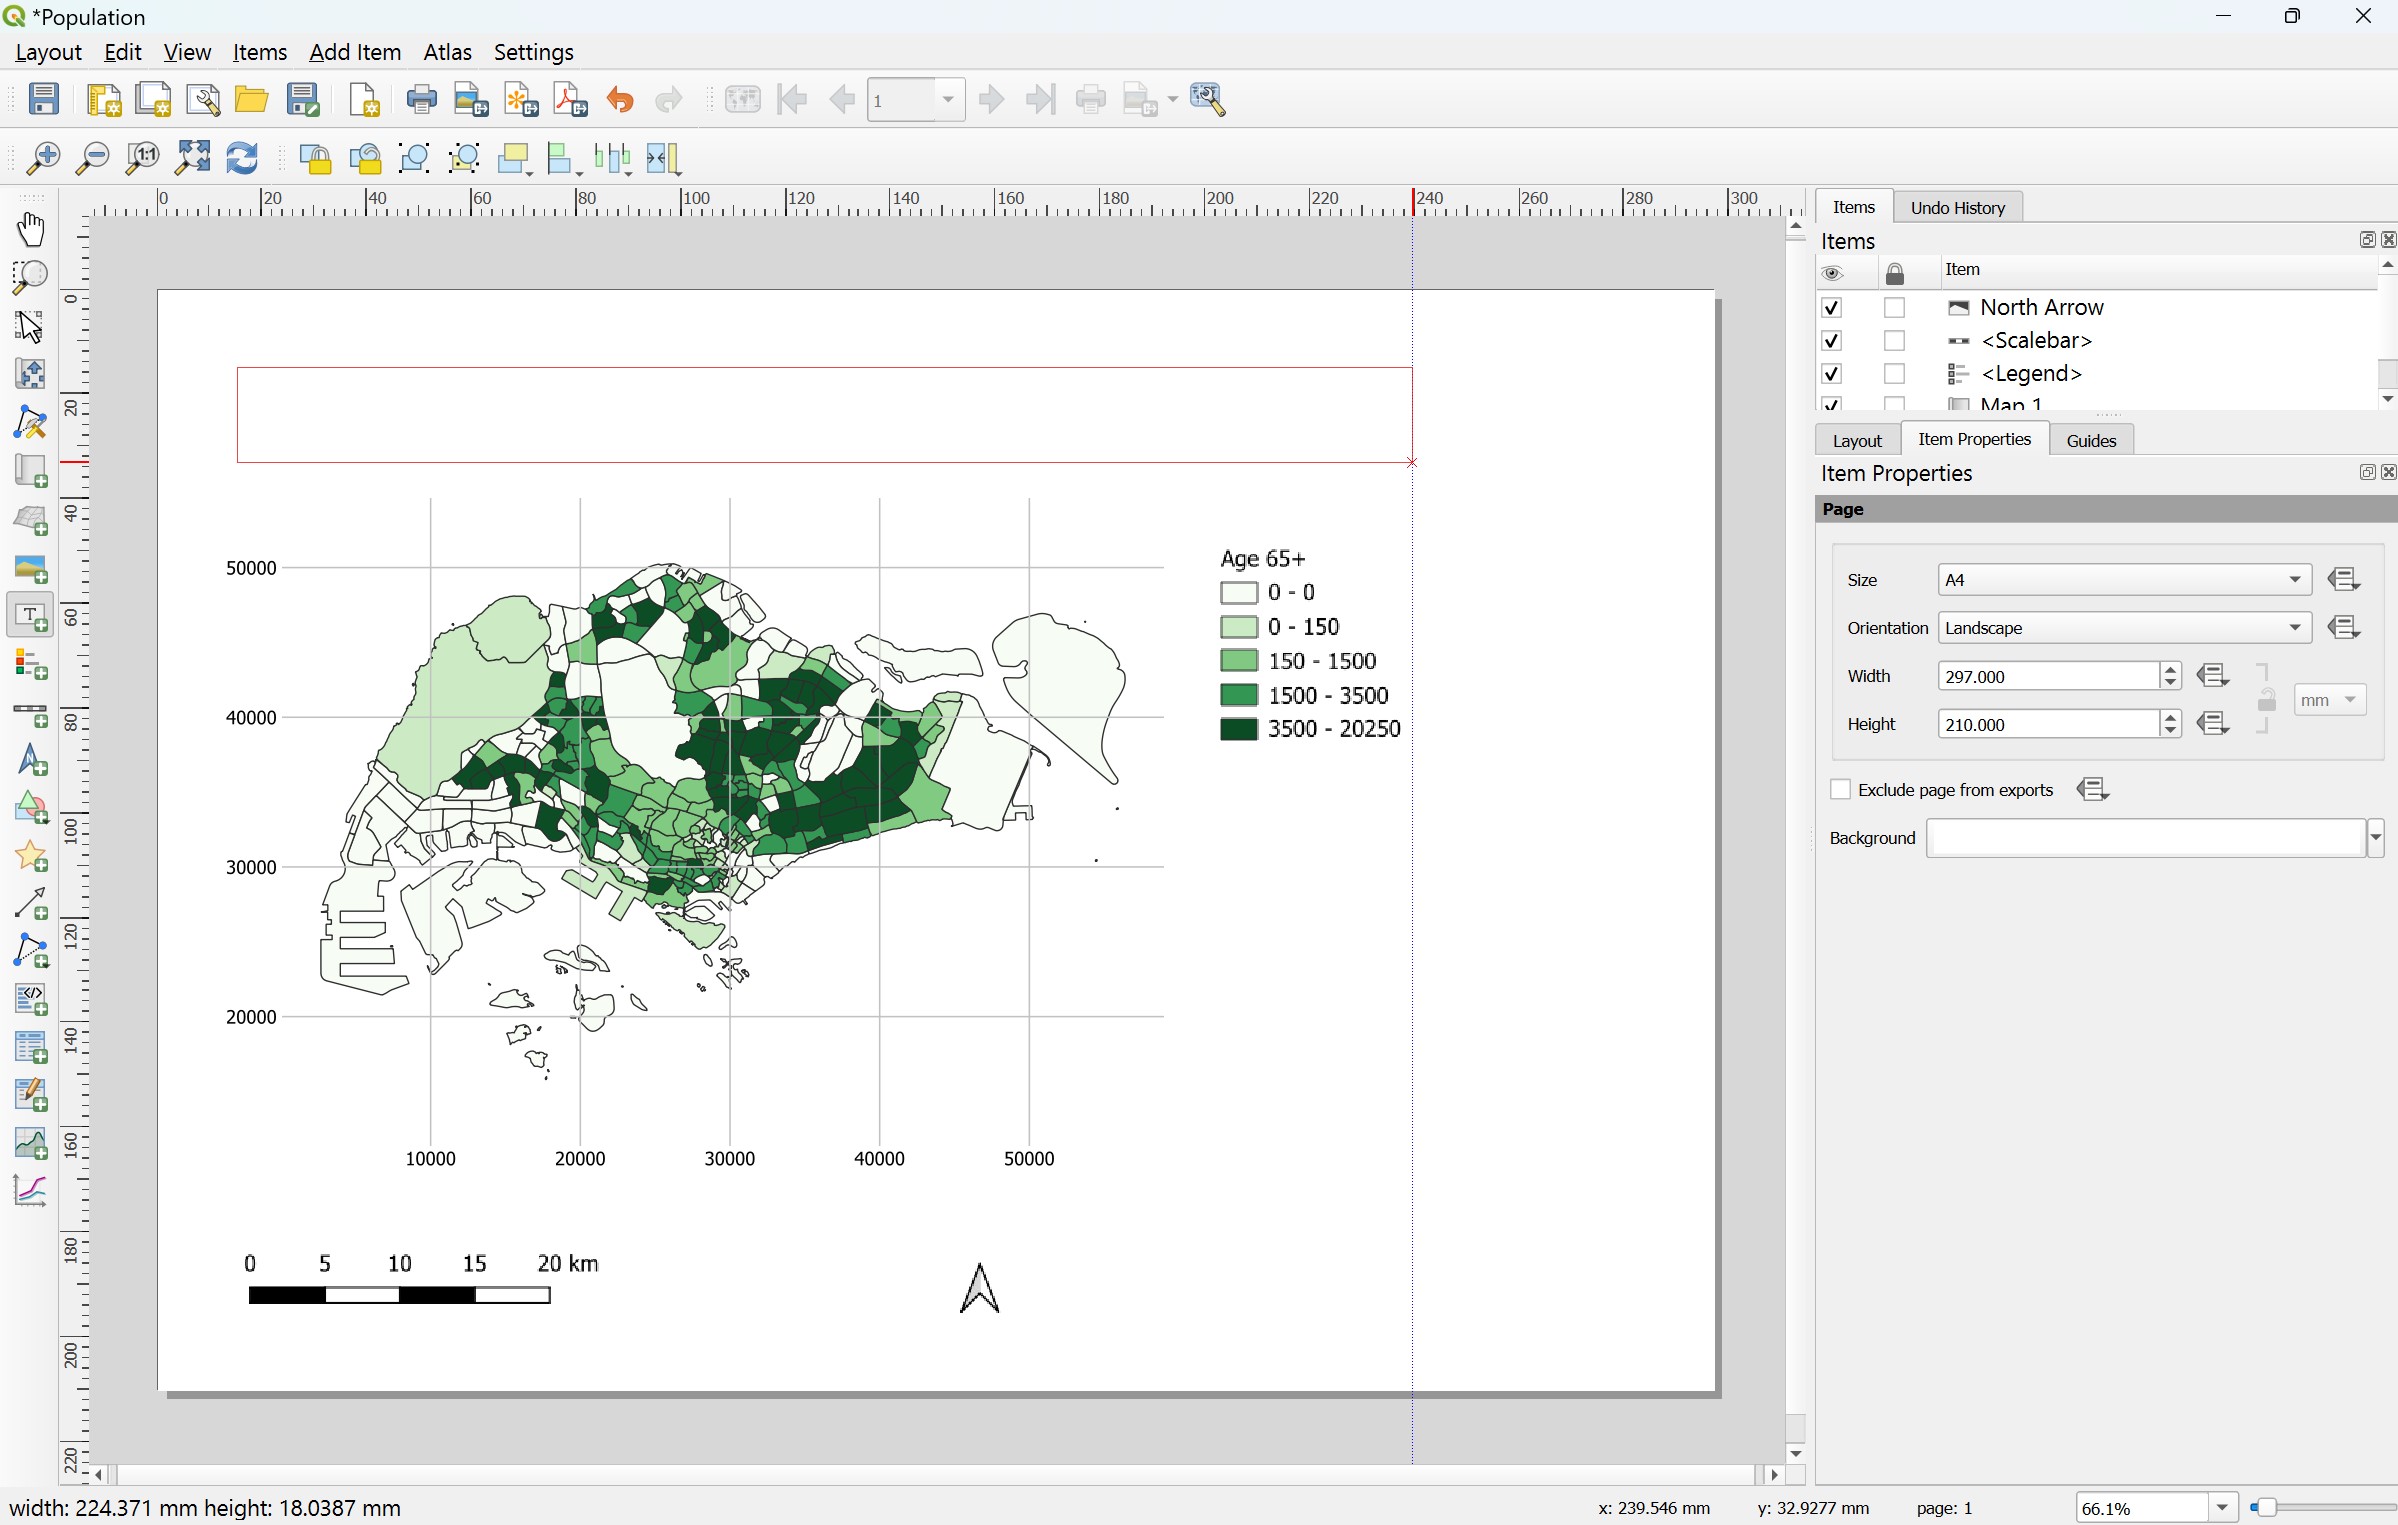 *Population
Layout Edit View Items Add Item Atlas Settings
1
1:1
0 20 40 60 80 100 120 140 160 180 200 220 240 260 280 300
0
20
40
60
80
100
120
140
160
180
200
220
50000
40000
30000
20000
10000 20000 30000 40000 50000
Age 65+
0 - 0
0 - 150
150 - 1500
1500 - 3500
3500 - 20250
0 5 10 15 20 km
Items Undo History
Items
Item
North Arrow
<Scalebar>
<Legend>
Map 1
Layout Item Properties Guides
Item Properties
Page
Size A4
Orientation Landscape
Width 297.000
mm
Height 210.000
Exclude page from exports
Background
width: 224.371 mm height: 18.0387 mm x: 239.546 mm y: 32.9277 mm page: 1 66.1%